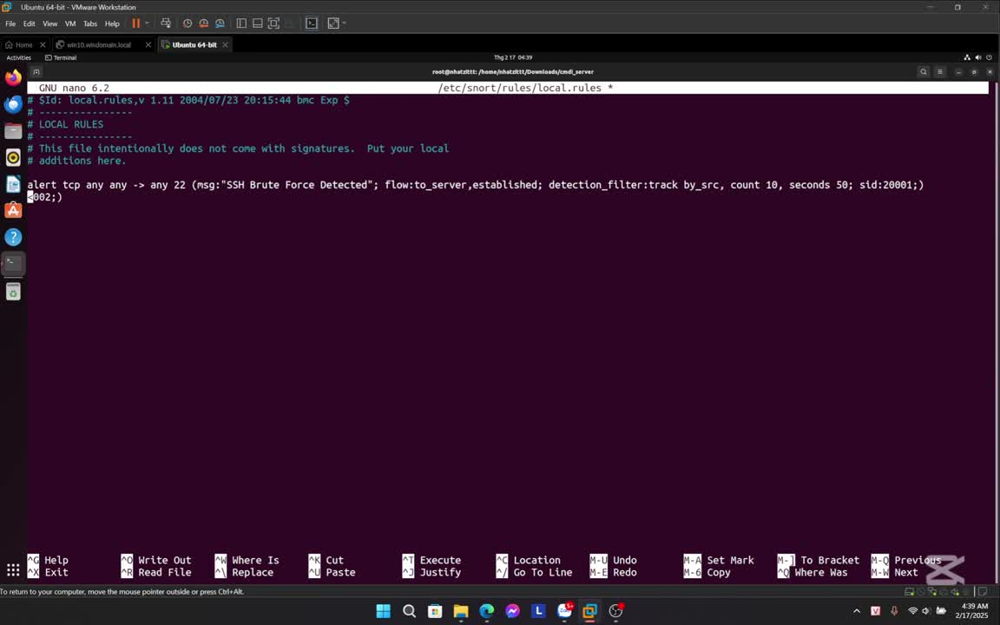 Ubuntu 64-bit - VMware Workstation
File Edit View VM Tabs Help
Home win10.windomain.local Ubuntu 64-bit
Activities Terminal Thg 2 17 04:39
root@nhatzittt: /home/nhatzittt/Downloads/cmdi_server
GNU nano 6.2 /etc/snort/rules/local.rules *
# $Id: local.rules,v 1.11 2004/07/23 20:15:44 bmc Exp $
# ----------------
# LOCAL RULES
# ----------------
# This file intentionally does not come with signatures.  Put your local
# additions here.
alert tcp any any -> any 22 (msg:"SSH Brute Force Detected"; flow:to_server,established; detection_filter:track by_src, count 10, seconds 50; sid:20001;)
<002;)
^G Help ^O Write Out ^W Where Is ^K Cut ^T Execute ^C Location M-U Undo M-A Set Mark M-] To Bracket M-Q Previous
^X Exit ^R Read File ^\ Replace ^U Paste ^J Justify ^/ Go To Line M-E Redo M-6 Copy ^Q Where Was M-W Next
To return to your computer, move the mouse pointer outside or press Ctrl+Alt.
4:39 AM
2/17/2025